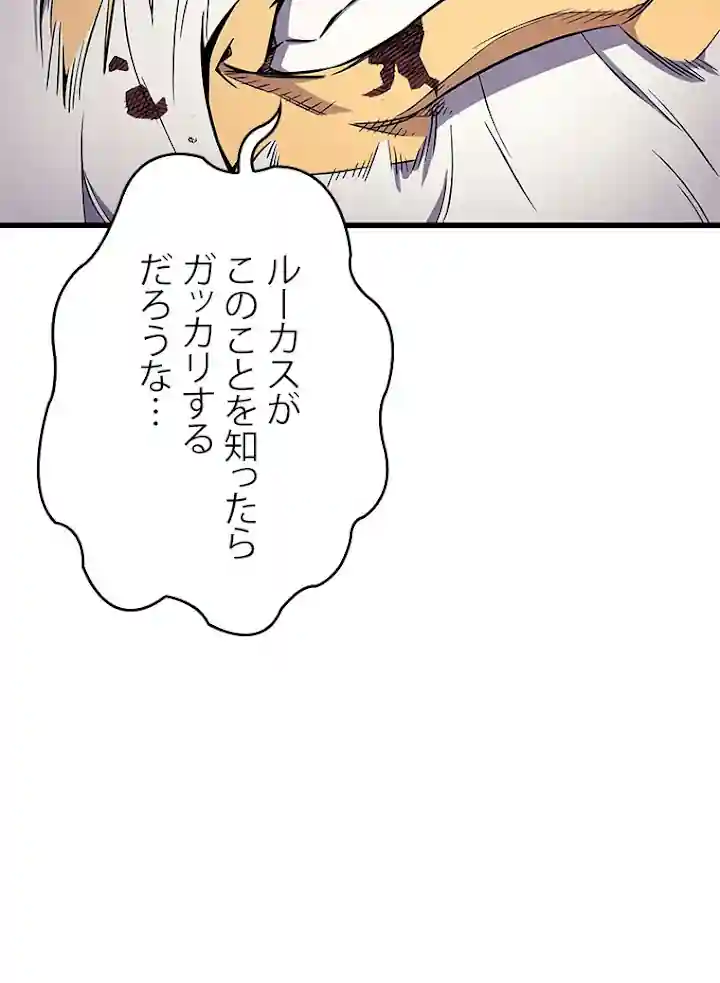 ルーカスが
このことを知ったら
ガッカリする
だろうな…